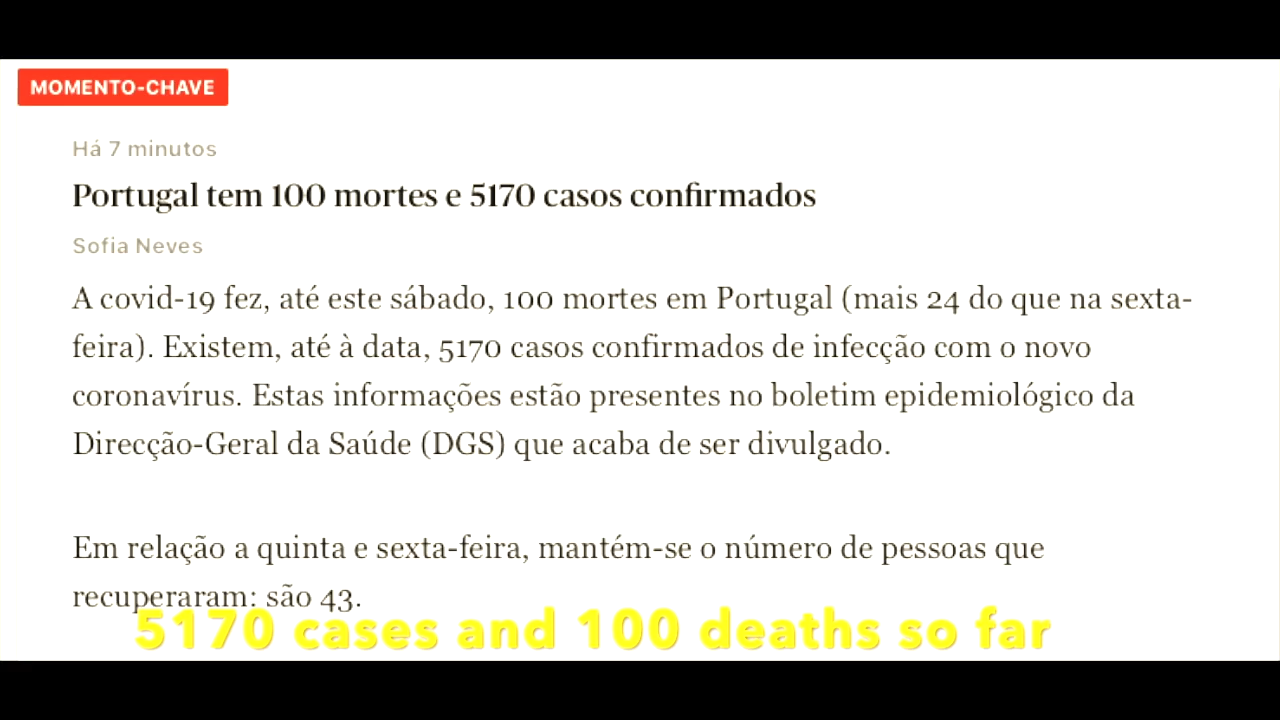 MOMENTO-CHAVE
Há 7 minutos
Portugal tem 100 mortes e 5170 casos confirmados
Sofia Neves
A covid-19 fez, até este sábado, 100 mortes em Portugal (mais 24 do que na sexta-
feira). Existem, até à data, 5170 casos confirmados de infecção com o novo
coronavírus. Estas informações estão presentes no boletim epidemiológico da
Direcção-Geral da Saúde (DGS) que acaba de ser divulgado.
Em relação a quinta e sexta-feira, mantém-se o número de pessoas que
recuperaram: são 43.
5170 cases and 100 deaths so far